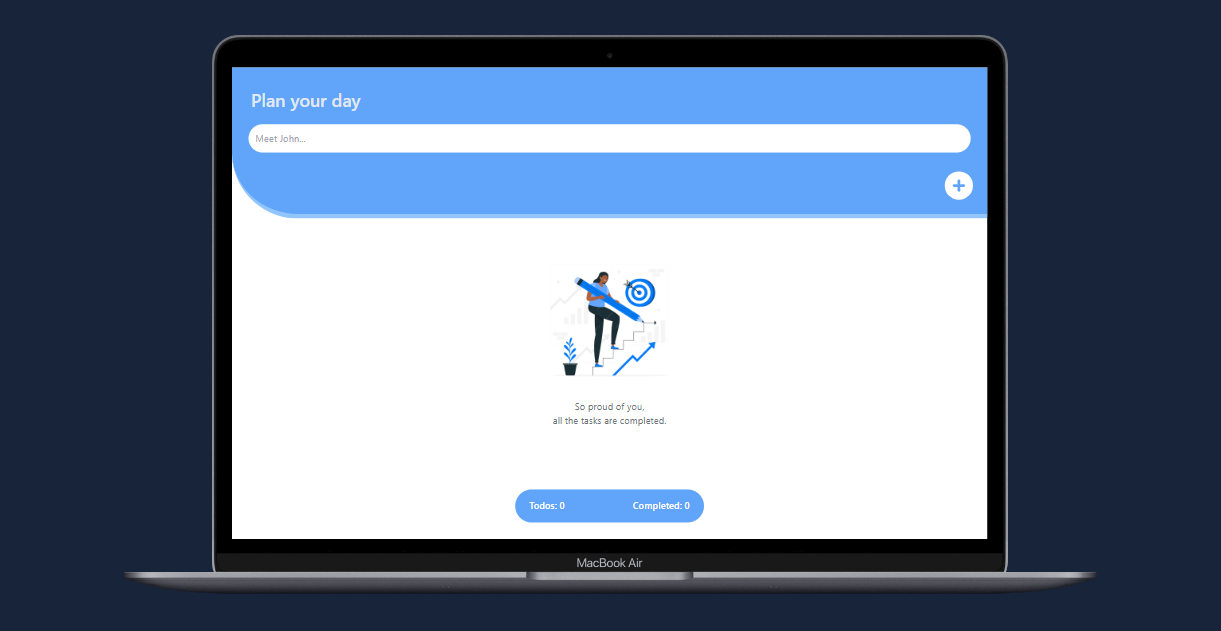 Plan your day
Meet John...
So proud of you,
all the tasks are completed.
Todos: 0 Completed: 0
MacBook Air